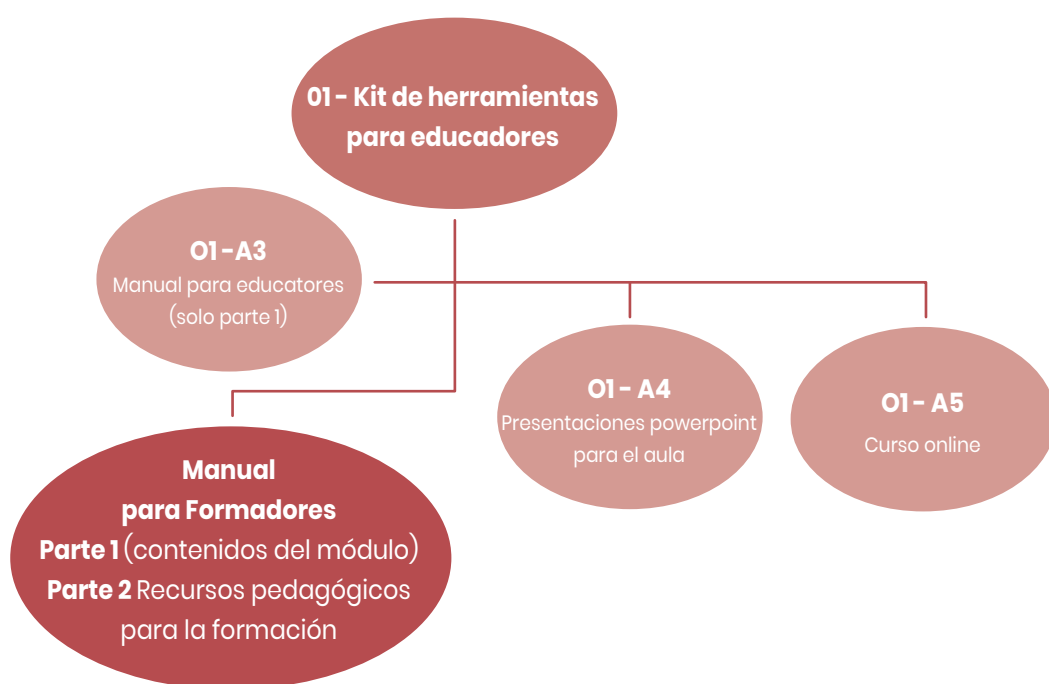 01 - Kit de herramientas
para educadores
O1 - A3
Manual para educatores
(solo parte 1)
O1 - A4
Presentaciones powerpoint
para el aula
O1 - A5
Curso online
Manual
para Formadores
Parte 1 (contenidos del módulo)
Parte 2 Recursos pedagógicos
para la formación